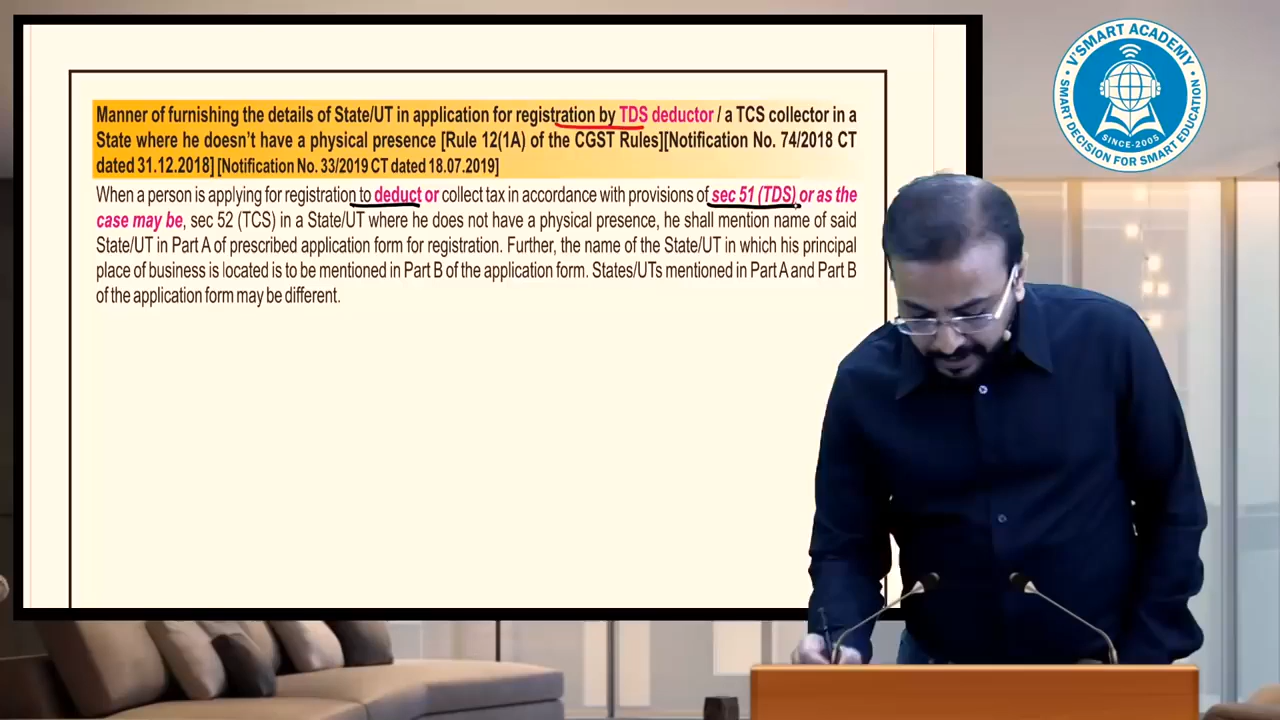 Manner of furnishing the details of State/UT in application for registration by TDS deductor / a TCS collector in a
State where he doesn't have a physical presence [Rule 12(1A) of the CGST Rules][Notification No. 74/2018 CT
dated 31.12.2018] [Notification No. 33/2019 CT dated 18.07.2019]
When a person is applying for registration to deduct or collect tax in accordance with provisions of sec 51 (TDS) or as the
case may be, sec 52 (TCS) in a State/UT where he does not have a physical presence, he shall mention name of said
State/UT in Part A of prescribed application form for registration. Further, the name of the State/UT in which his principal
place of business is located is to be mentioned in Part B of the application form. States/UTs mentioned in Part A and Part B
of the application form may be different.
V'SMART ACADEMY
SINCE-2005
SMART DECISION FOR SMART EDUCATION